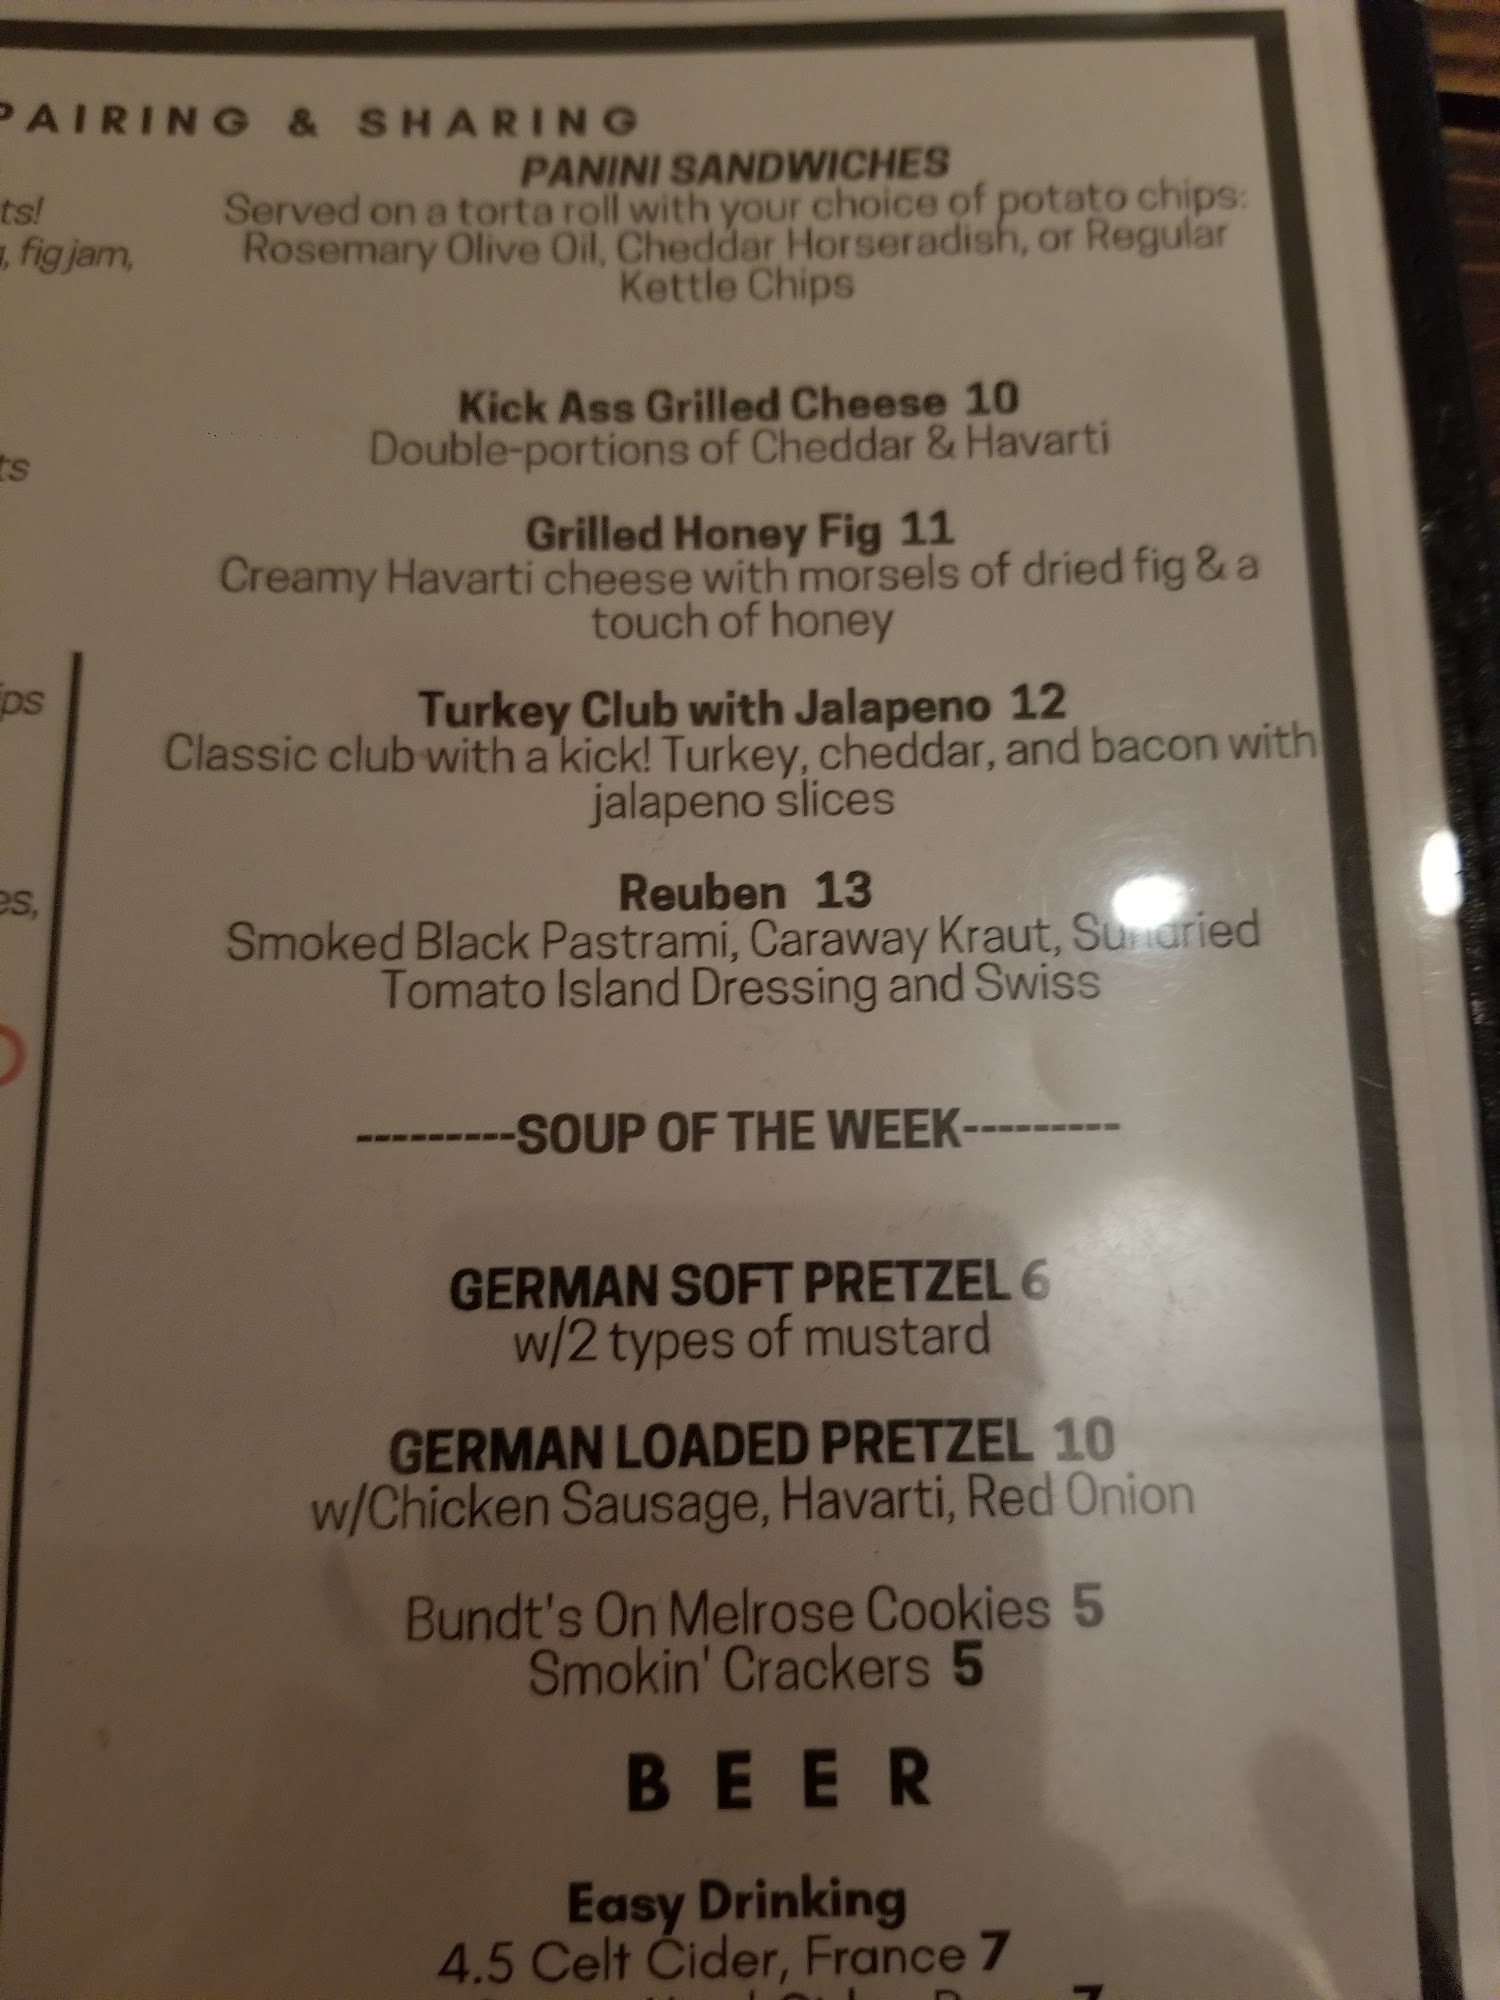 PAIRING & SHARING
PANINI SANDWICHES
ts!
Served on a torta roll with your choice of potato chips:
, fig jam,
Rosemary Olive Oil, Cheddar Horseradish, or Regular
Kettle Chips
Kick Ass Grilled Cheese 10
Double-portions of Cheddar & Havarti
ts
Grilled Honey Fig 11
Creamy Havarti cheese with morsels of dried fig & a
touch of honey
ips
Turkey Club with Jalapeno 12
Classic club with a kick! Turkey, cheddar, and bacon with
jalapeno slices
es,
Reuben 13
Smoked Black Pastrami, Caraway Kraut, Sundried
Tomato Island Dressing and Swiss
---------SOUP OF THE WEEK---------
GERMAN SOFT PRETZEL 6
w/2 types of mustard
GERMAN LOADED PRETZEL 10
w/Chicken Sausage, Havarti, Red Onion
Bundt's On Melrose Cookies 5
Smokin' Crackers 5
BEER
Easy Drinking
4.5 Celt Cider, France 7
7